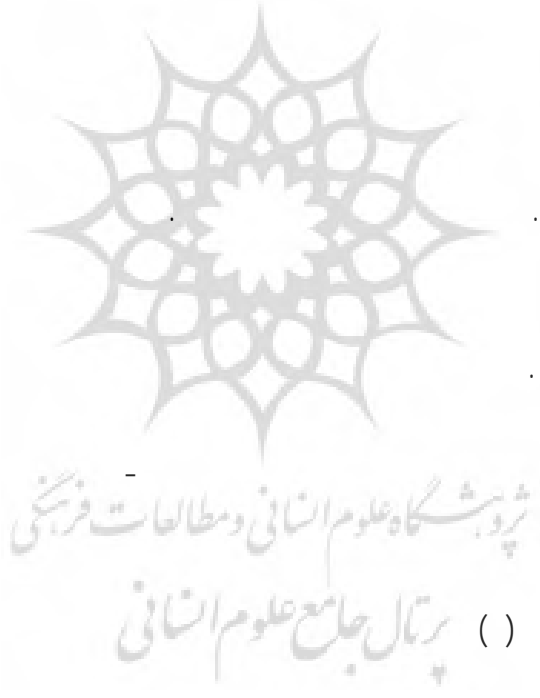 .
.
.
–
پژوهشگاه علوم انسانی و مطالعات فرهنگی
( ) پرتال جامع علوم انسانی